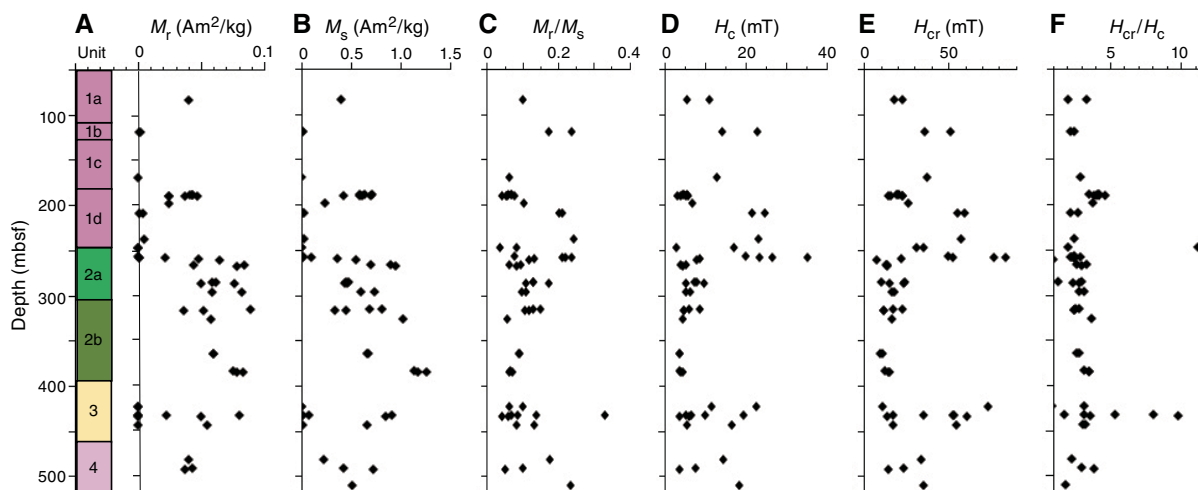 A Mr (Am2/kg) B Ms (Am2/kg) C Mr/Ms D Hc (mT) E Hcr (mT) F Hcr/Hc
Unit 0 0.1 0 0.5 1.0 1.5 0 0.2 0.4 0 20 40 0 50 5 10
Depth (mbsf)
1a
100
1b
1c
200
1d
2a
300
2b
400
3
4
500